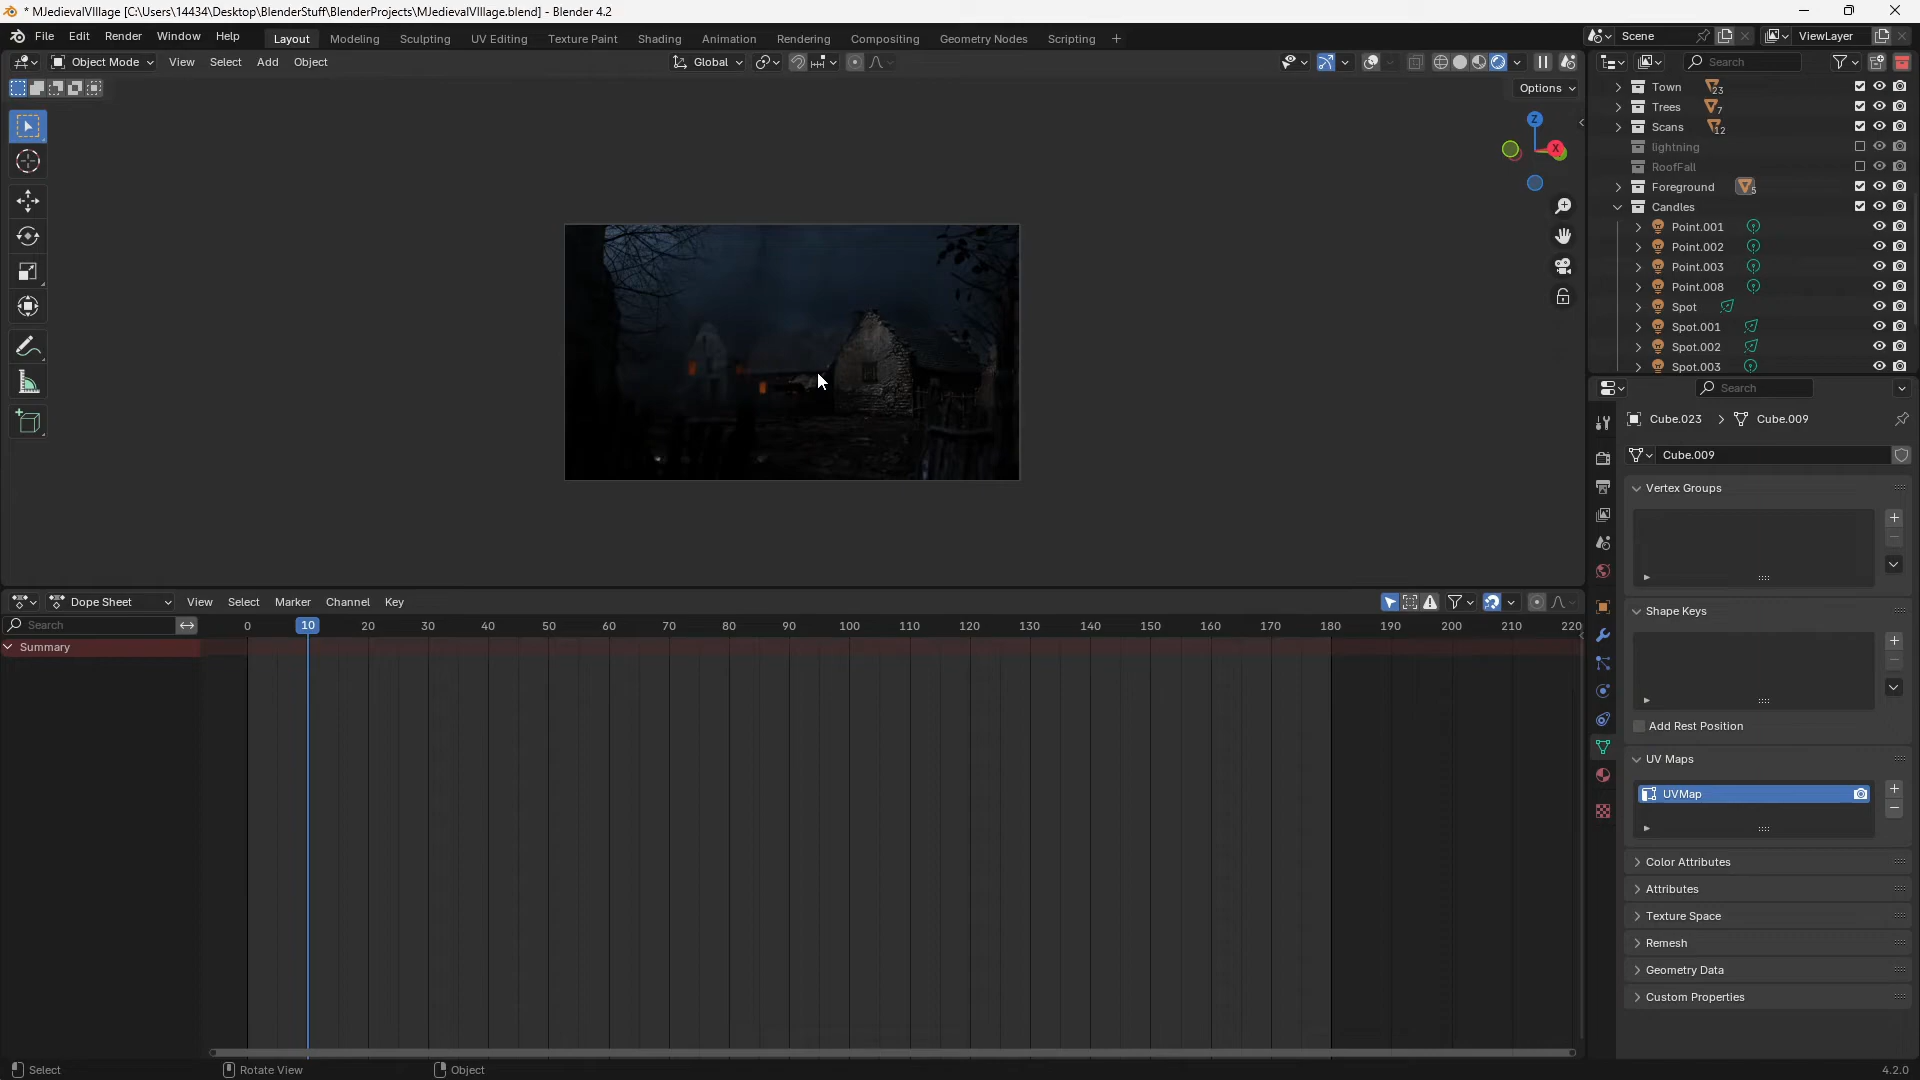 * MJedievalVIllage [C:\Users\14434\Desktop\BlenderStuff\BlenderProjects\MJedievalVIllage.blend] - Blender 4.2
File Edit Render Window Help Layout Modeling Sculpting UV Editing Texture Paint Shading Animation Rendering Compositing Geometry Nodes Scripting + Scene ViewLayer
Object Mode View Select Add Object Global Search
Options
Z
X
Town 23
Trees 7
Scans 12
lightning
RoofFall
Foreground 5
Candles
Point.001
Point.002
Point.003
Point.008
Spot
Spot.001
Spot.002
Spot.003
Search
Cube.023 Cube.009
Cube.009
Vertex Groups
Shape Keys
Add Rest Position
UV Maps
UVMap
Color Attributes
Attributes
Texture Space
Remesh
Geometry Data
Custom Properties
Dope Sheet View Select Marker Channel Key
Search 0 10 20 30 40 50 60 70 80 90 100 110 120 130 140 150 160 170 180 190 200 210 220
Summary
Select Rotate View Object 4.2.0